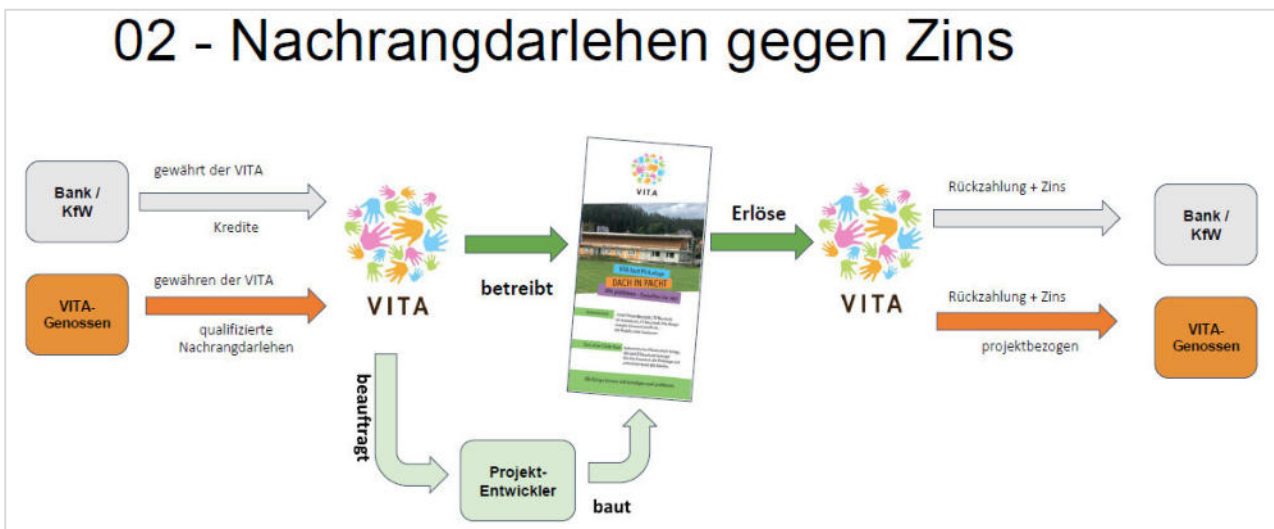 02 - Nachrangdarlehen gegen Zins
Bank /
KfW
gewährt der VITA
Kredite
VITA-
Genossen
gewähren der VITA
qualifizierte
Nachrangdarlehen
VITA
betreibt
beauftragt
Projekt-
Entwickler
baut
VITA
DACH IN PACHT
Erlöse
VITA
Rückzahlung + Zins
Bank /
KfW
Rückzahlung + Zins
projektbezogen
VITA-
Genossen